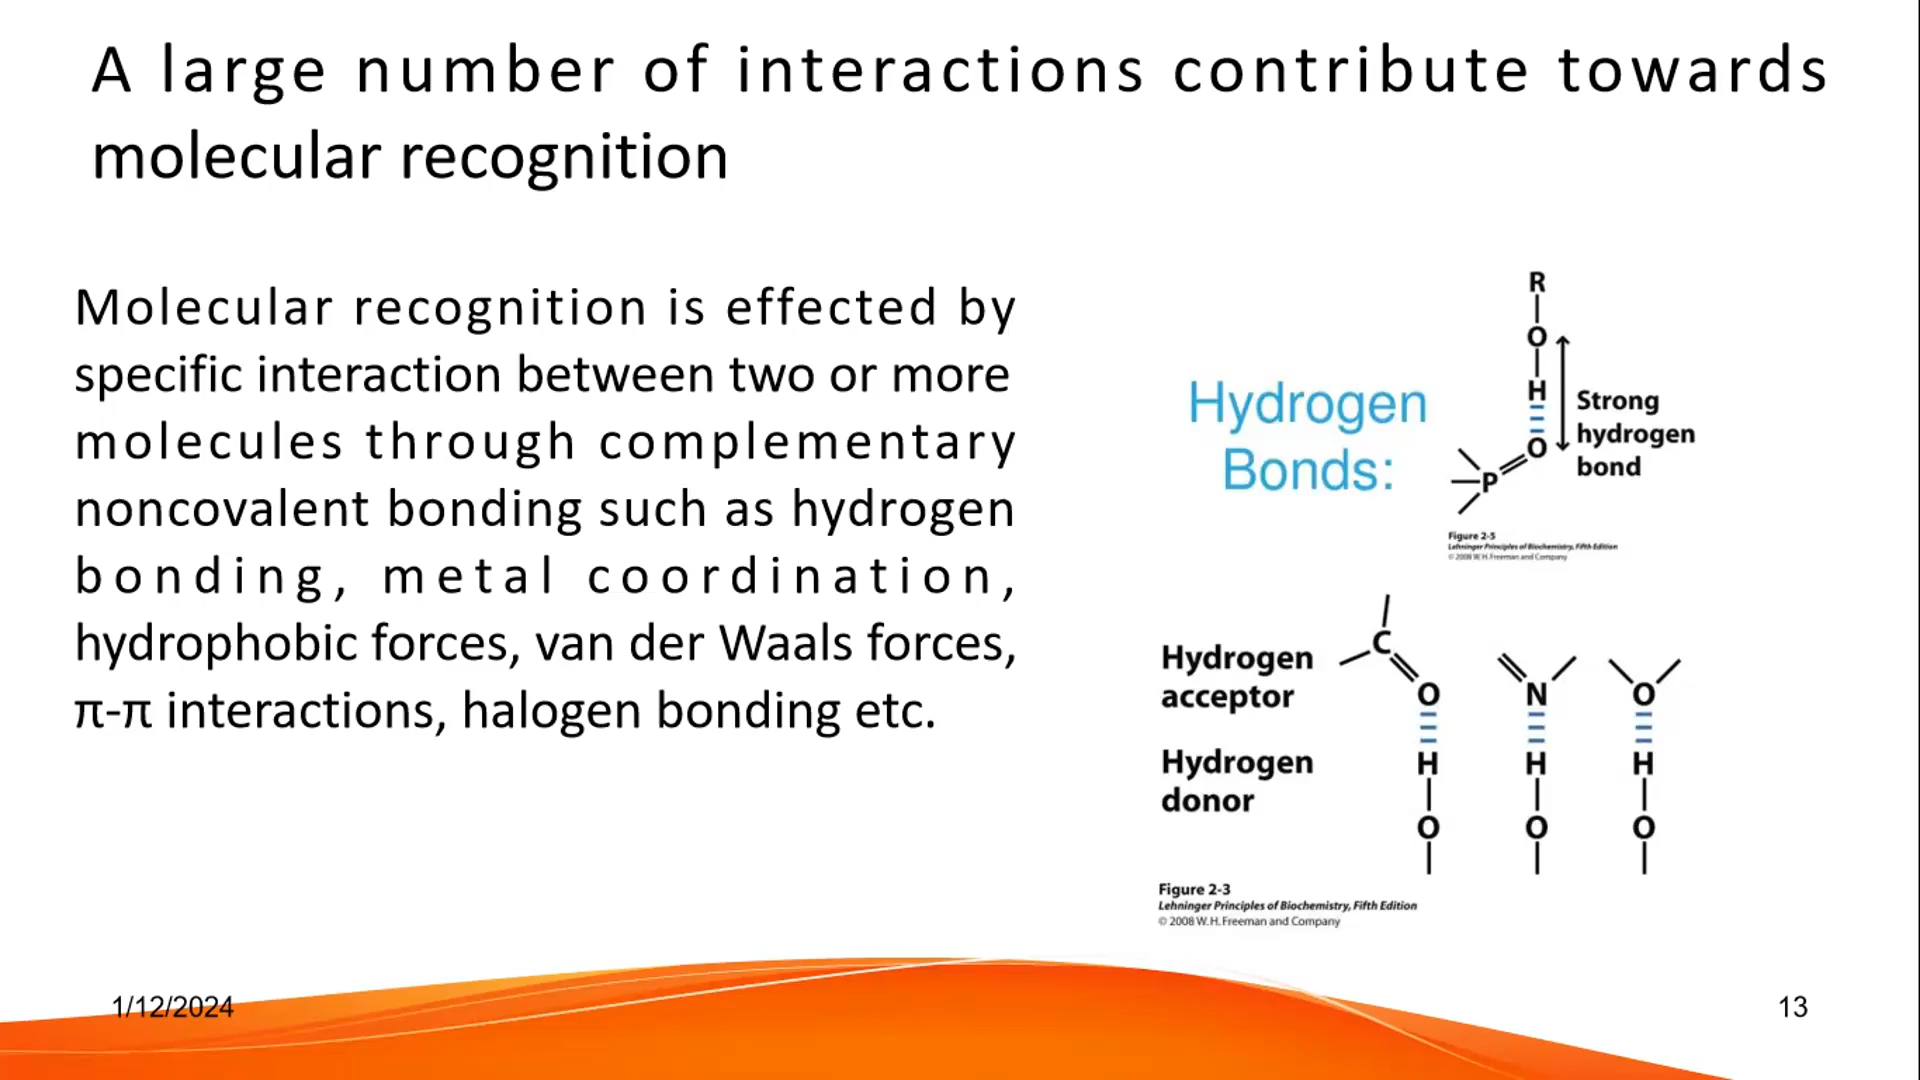 A large number of interactions contribute towards
molecular recognition
Molecular recognition is effected by
specific interaction between two or more
molecules through complementary
noncovalent bonding such as hydrogen
bonding, metal coordination,
hydrophobic forces, van der Waals forces,
π-π interactions, halogen bonding etc.
Hydrogen
Bonds:
R
O
H
O
P
Strong
hydrogen
bond
Figure 2-5
Lehninger Principles of Biochemistry, Fifth Edition
© 2008 W. H. Freeman and Company
Hydrogen
acceptor
C
O N O
Hydrogen
donor
H H H
O O O
Figure 2-3
Lehninger Principles of Biochemistry, Fifth Edition
© 2008 W. H. Freeman and Company
1/12/2024
13